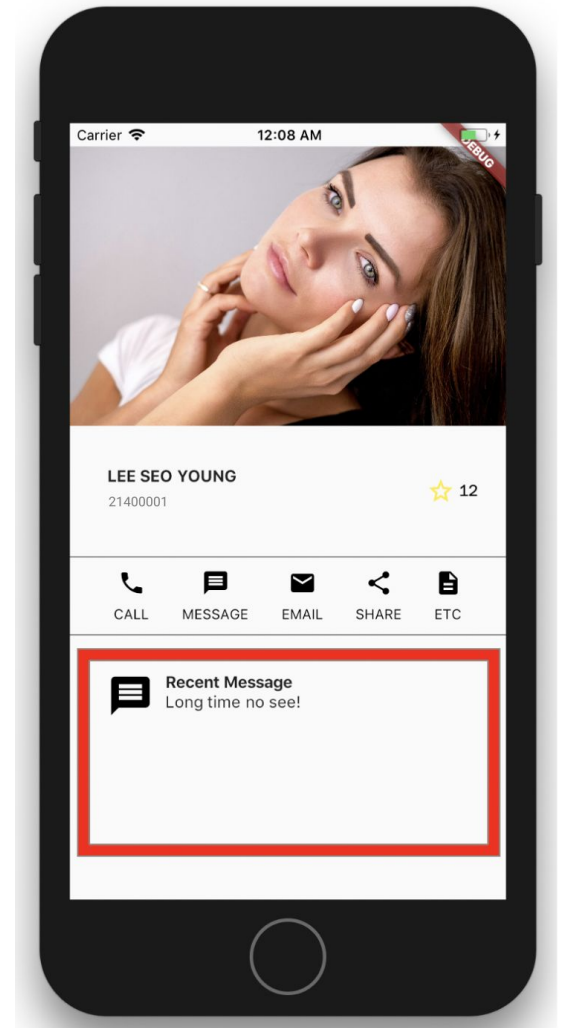 Carrier 12:08 AM
DEBUG
LEE SEO YOUNG
21400001
12
CALL MESSAGE EMAIL SHARE ETC
Recent Message
Long time no see!